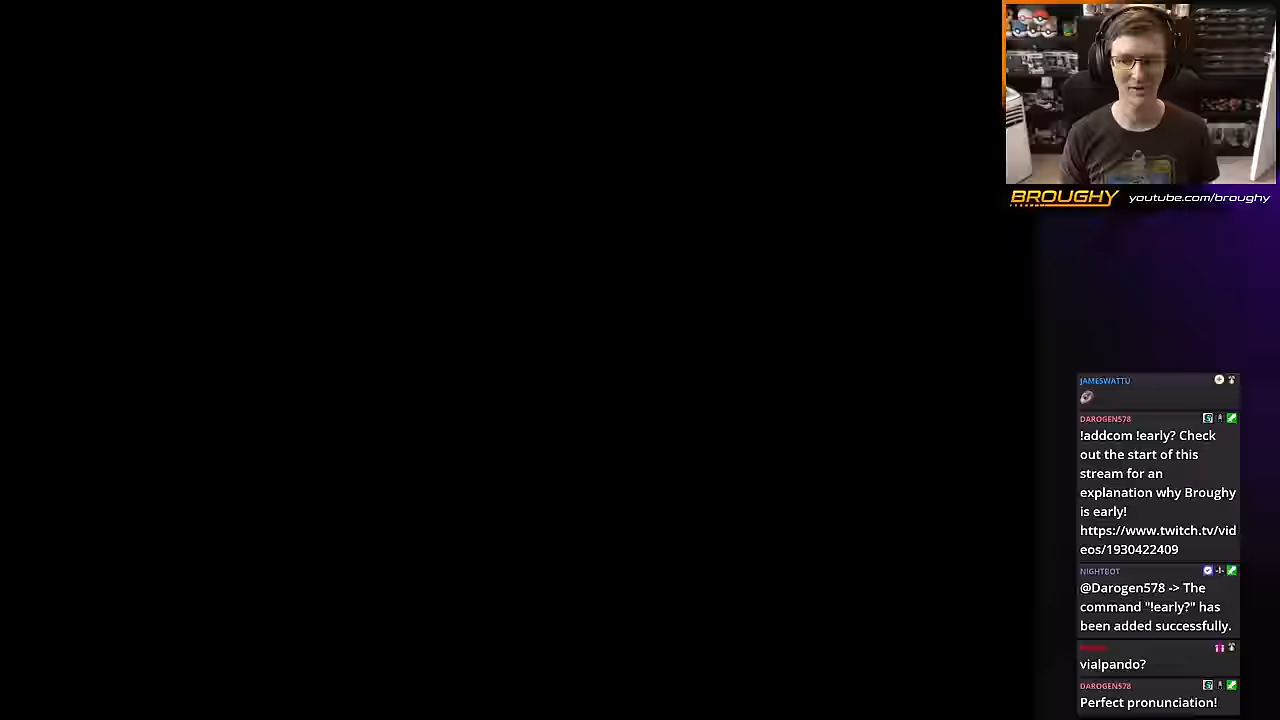 BROUGHY
youtube.com/broughy
JAMESWATTU
DAROGEN578
!addcom !early? Check
out the start of this
stream for an
explanation why Broughy
is early!
https://www.twitch.tv/vid
eos/1930422409
NIGHTBOT
@Darogen578 -> The
command "!early?" has
been added successfully.
vialpando?
DAROGEN578
Perfect pronunciation!